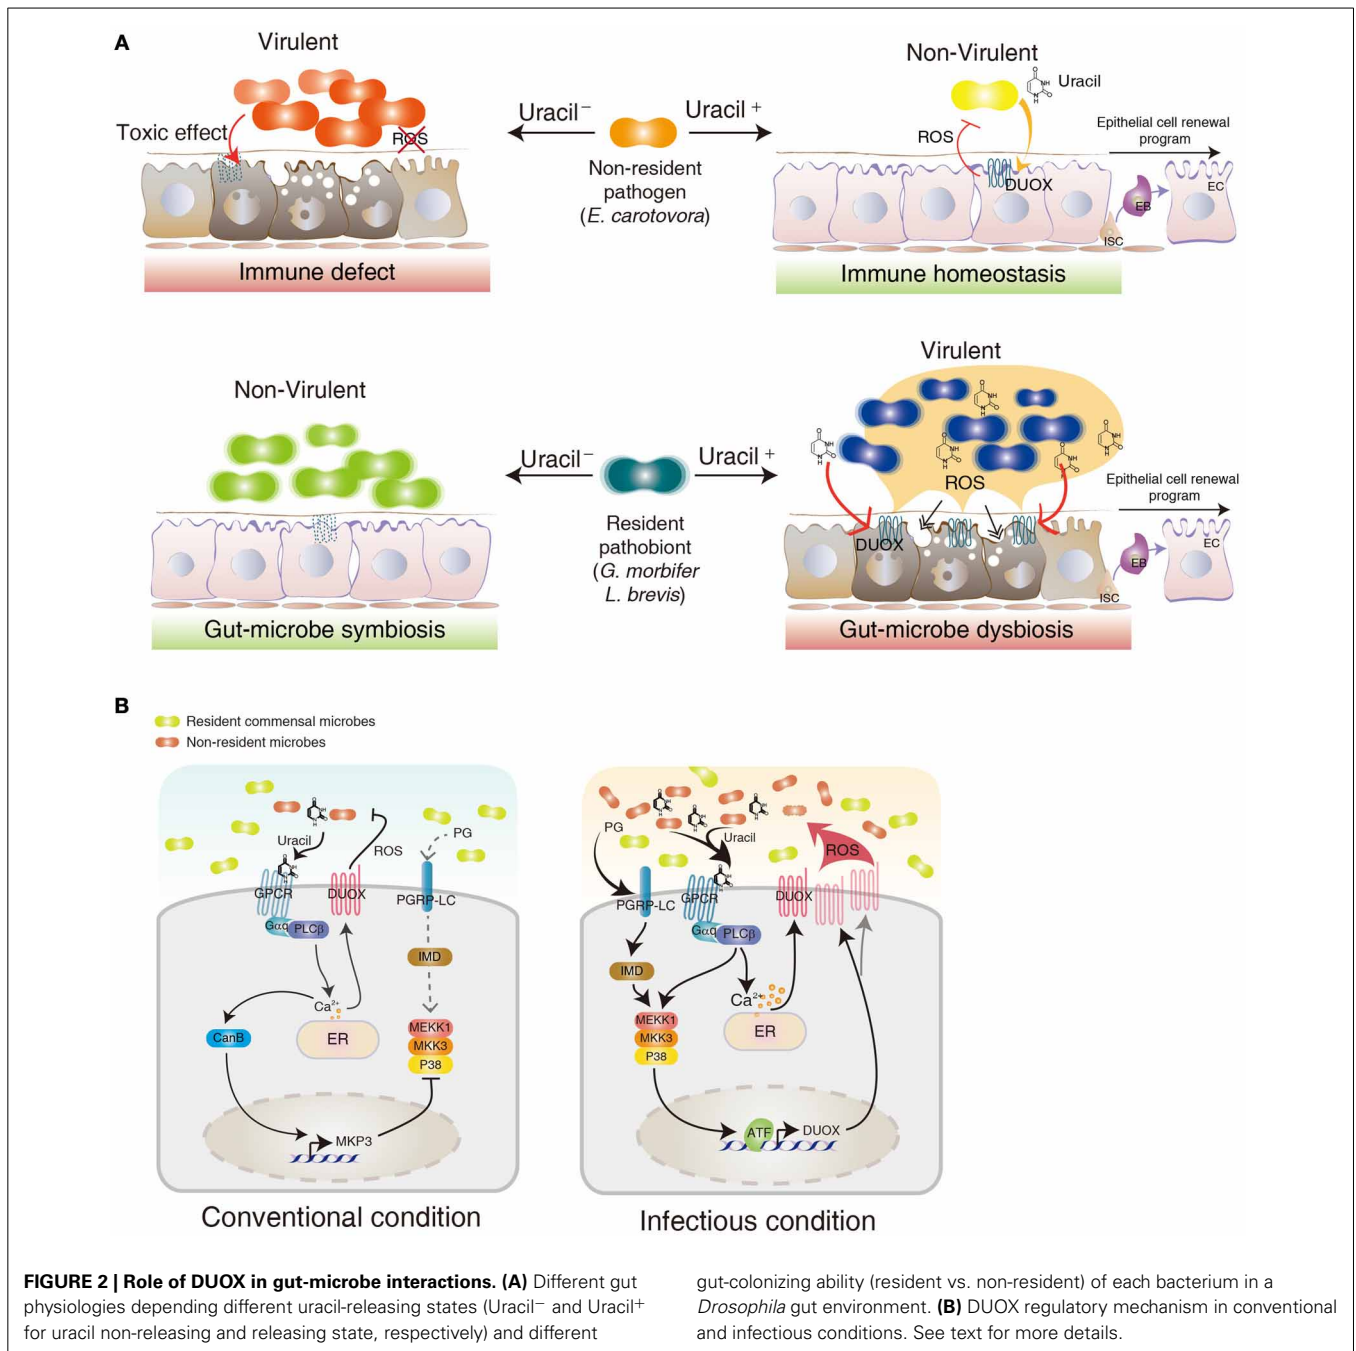 A
Virulent
Toxic effect
ROS
Immune defect
Uracil⁻
Uracil ⁺
Non-resident
pathogen
(E. carotovora)
Non-Virulent
Uracil
ROS
DUOX
Epithelial cell renewal
program
EC
EB
ISC
Immune homeostasis
Non-Virulent
Gut-microbe symbiosis
Uracil⁻
Uracil ⁺
Resident
pathobiont
(G. morbifer
L. brevis)
Virulent
ROS
DUOX
Epithelial cell renewal
program
EC
EB
ISC
Gut-microbe dysbiosis
B
Resident commensal microbes
Non-resident microbes
Uracil
ROS
PG
GPCR
DUOX
PGRP-LC
Gαq
PLCβ
IMD
Ca²⁺
CanB
ER
MEKK1
MKK3
P38
MKP3
Conventional condition
PG
Uracil
ROS
PGRP-LC
GPCR
DUOX
Gαq
PLCβ
IMD
Ca²⁺
MEKK1
MKK3
P38
ER
ATF
DUOX
Infectious condition
FIGURE 2 | Role of DUOX in gut-microbe interactions. (A) Different gut
physiologies depending different uracil-releasing states (Uracil⁻ and Uracil⁺
for uracil non-releasing and releasing state, respectively) and different
gut-colonizing ability (resident vs. non-resident) of each bacterium in a
Drosophila gut environment. (B) DUOX regulatory mechanism in conventional
and infectious conditions. See text for more details.